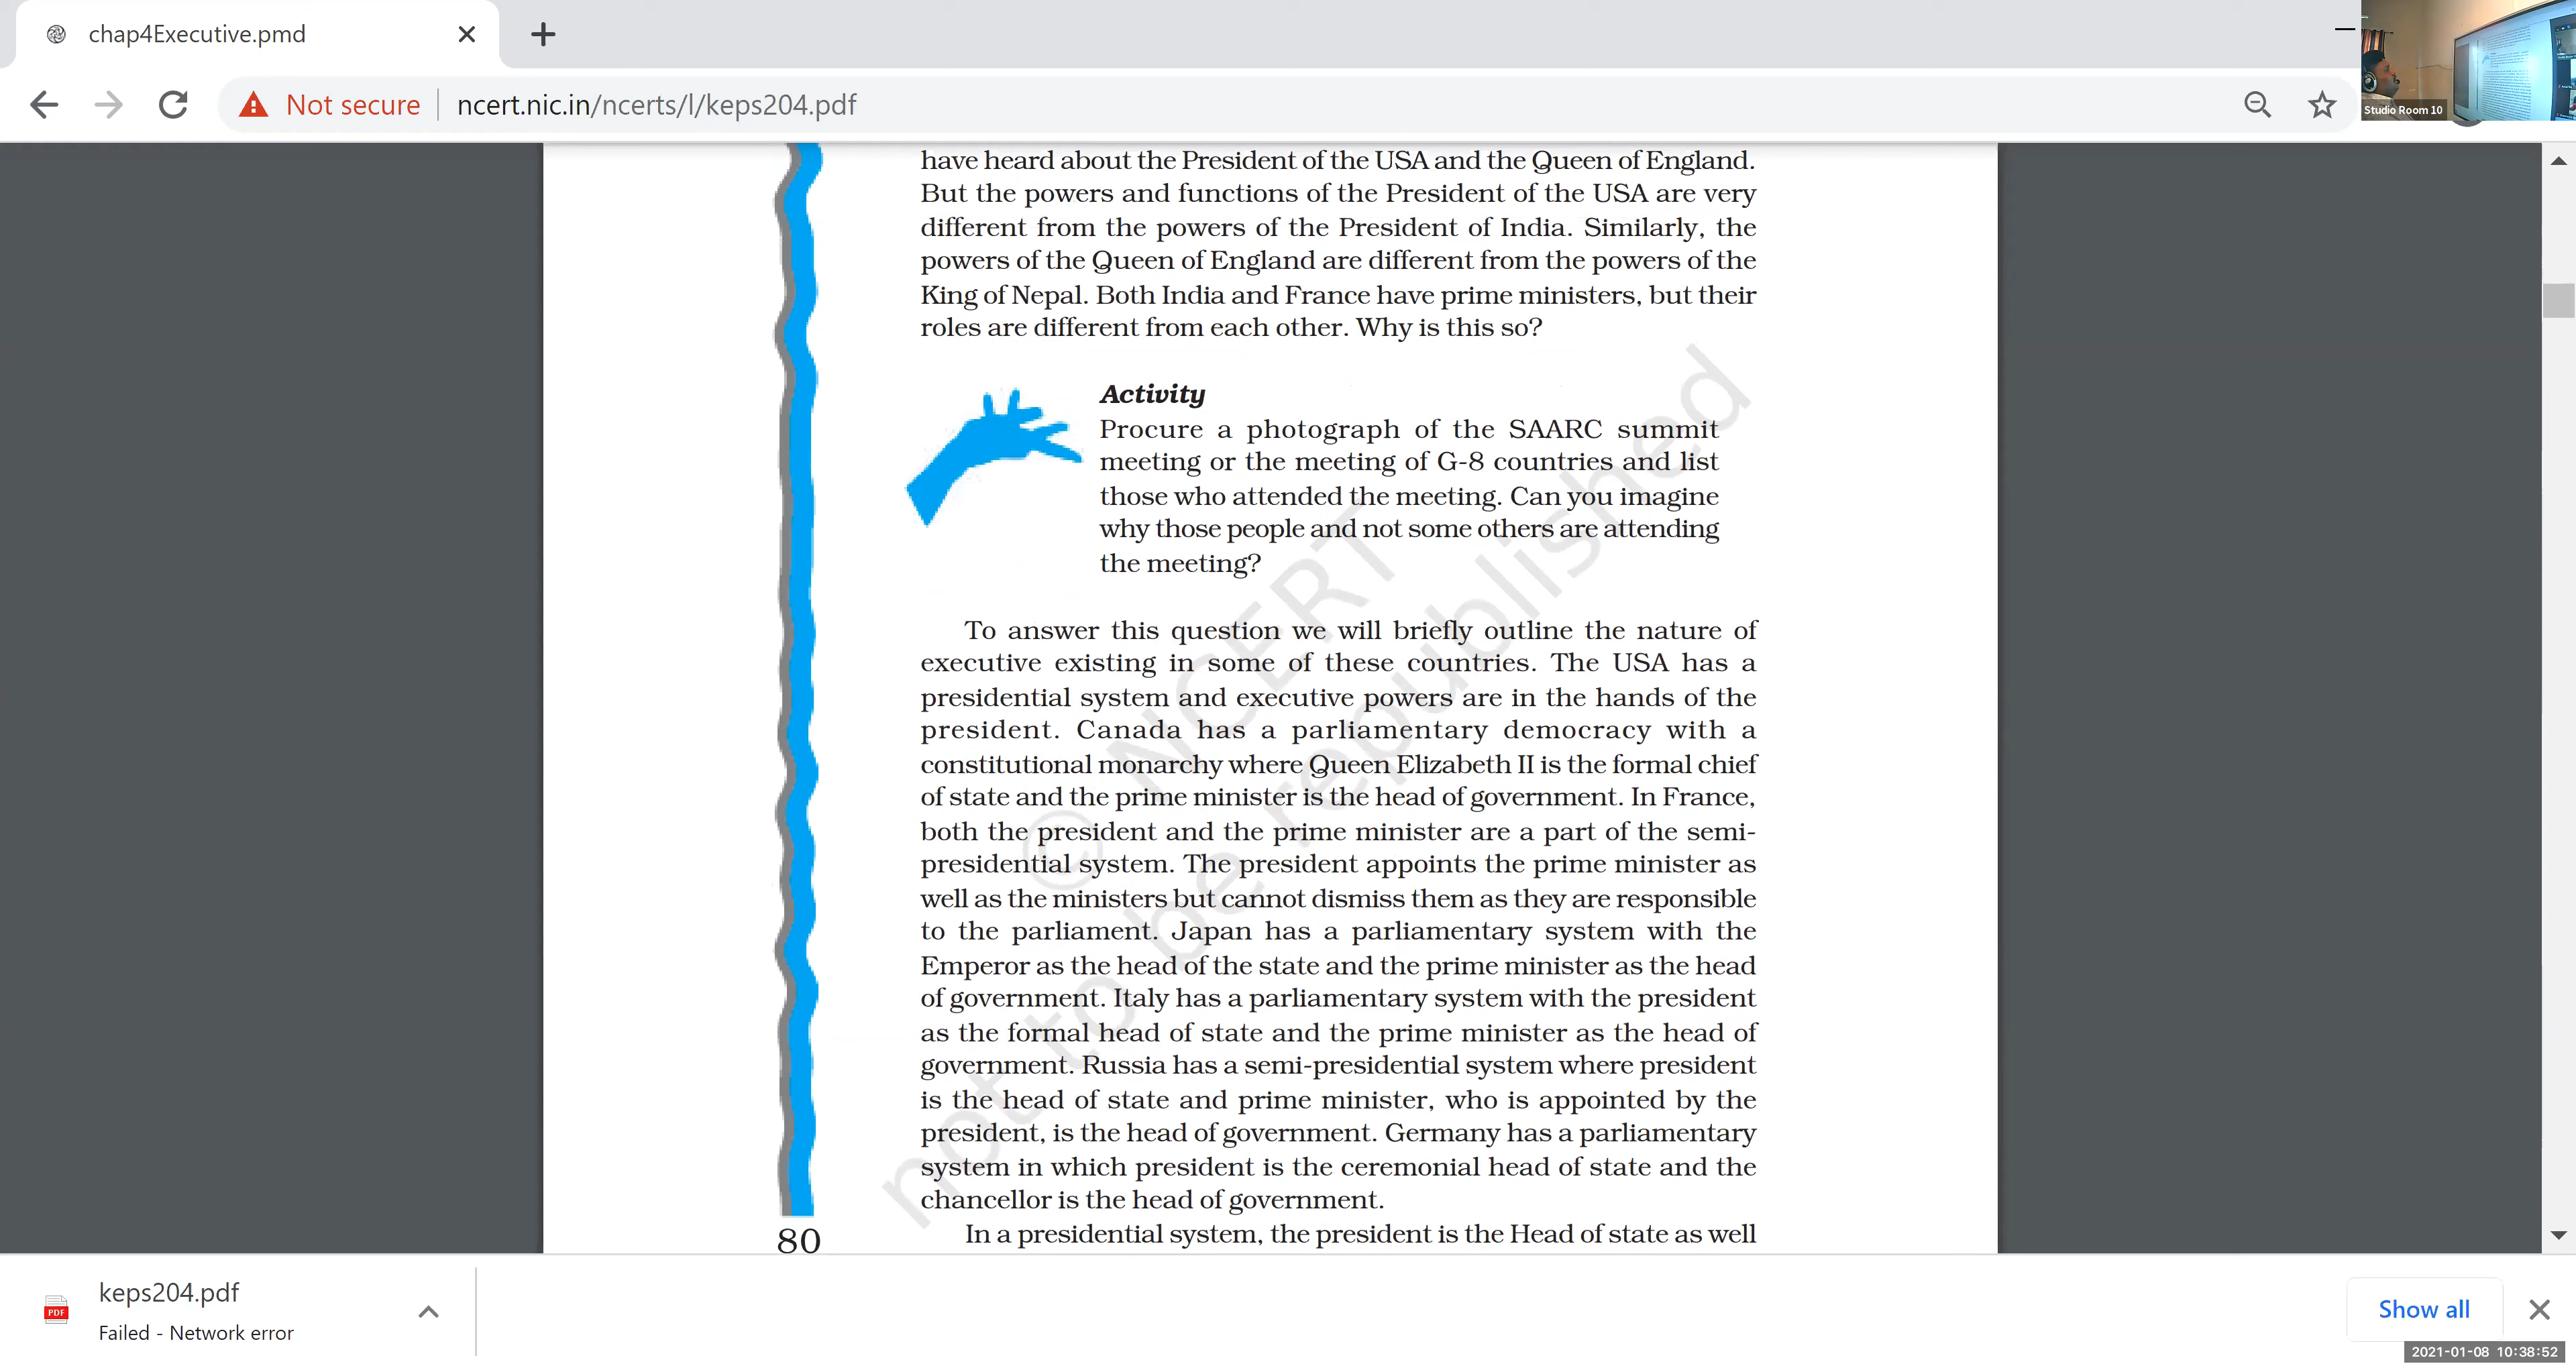 chap4Executive.pmd
Not secure
ncert.nic.in/ncerts/l/keps204.pdf
Studio Room 10
have heard about the President of the USA and the Queen of England.
But the powers and functions of the President of the USA are very
different from the powers of the President of India. Similarly, the
powers of the Queen of England are different from the powers of the
King of Nepal. Both India and France have prime ministers, but their
roles are different from each other. Why is this so?
Activity
Procure a photograph of the SAARC summit
meeting or the meeting of G-8 countries and list
those who attended the meeting. Can you imagine
why those people and not some others are attending
the meeting?
To answer this question we will briefly outline the nature of
executive existing in some of these countries. The USA has a
presidential system and executive powers are in the hands of the
president. Canada has a parliamentary democracy with a
constitutional monarchy where Queen Elizabeth II is the formal chief
of state and the prime minister is the head of government. In France,
both the president and the prime minister are a part of the semi-
presidential system. The president appoints the prime minister as
well as the ministers but cannot dismiss them as they are responsible
to the parliament. Japan has a parliamentary system with the
Emperor as the head of the state and the prime minister as the head
of government. Italy has a parliamentary system with the president
as the formal head of state and the prime minister as the head of
government. Russia has a semi-presidential system where president
is the head of state and prime minister, who is appointed by the
president, is the head of government. Germany has a parliamentary
system in which president is the ceremonial head of state and the
chancellor is the head of government.
In a presidential system, the president is the Head of state as well
80
© NCERT
not to be republished
keps204.pdf
Failed - Network error
PDF
Show all
2021-01-08 10:38:52